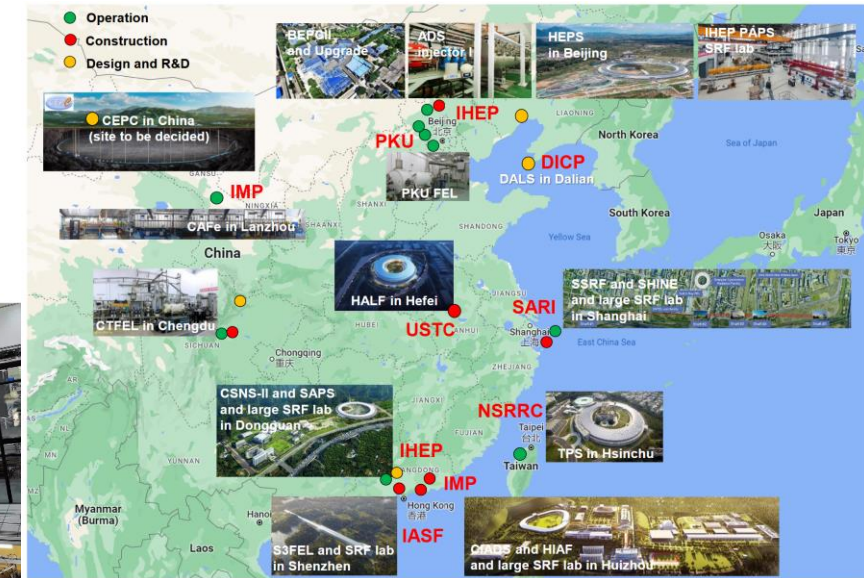 Operation
Construction
Design and R&D
BEPCII
and Upgrade
ADS
injector I
HEPS
in Beijing
IHEP PAPS
SRF lab
CEPC in China
(site to be decided)
IHEP
Beijing
北京
LIAONING
North Korea
Sea of Japan
PKU
PKU FEL
DICP
DALS in Dalian
GANSU
IMP
NINGXIA
SHANXI
SHAANXI
CAFe in Lanzhou
SHANDONG
Yellow Sea
South Korea
Japan
Osaka
大阪
Tokyo
東京
China
HALF in Hefei
JIANGSU
SARI
SSRF and SHINE
and large SRF lab
in Shanghai
CTFEL in Chengdu
SICHUAN
HUBEI
USTC
ANHUI
Shanghai
上海
East China Sea
Chongqing
重庆
ZHEJIANG
CSNS-II and SAPS
and large SRF lab
in Dongguan
JIANGXI
FUJIAN
NSRRC
Taipei
台北
Taiwan
TPS in Hsinchu
YUNNAN
IHEP
IMP
Hong Kong
香港
IASF
Myanmar
(Burma)
Hanoi
Laos
S3FEL and SRF lab
in Shenzhen
CiADS and HIAF
and large SRF lab in Huizhou